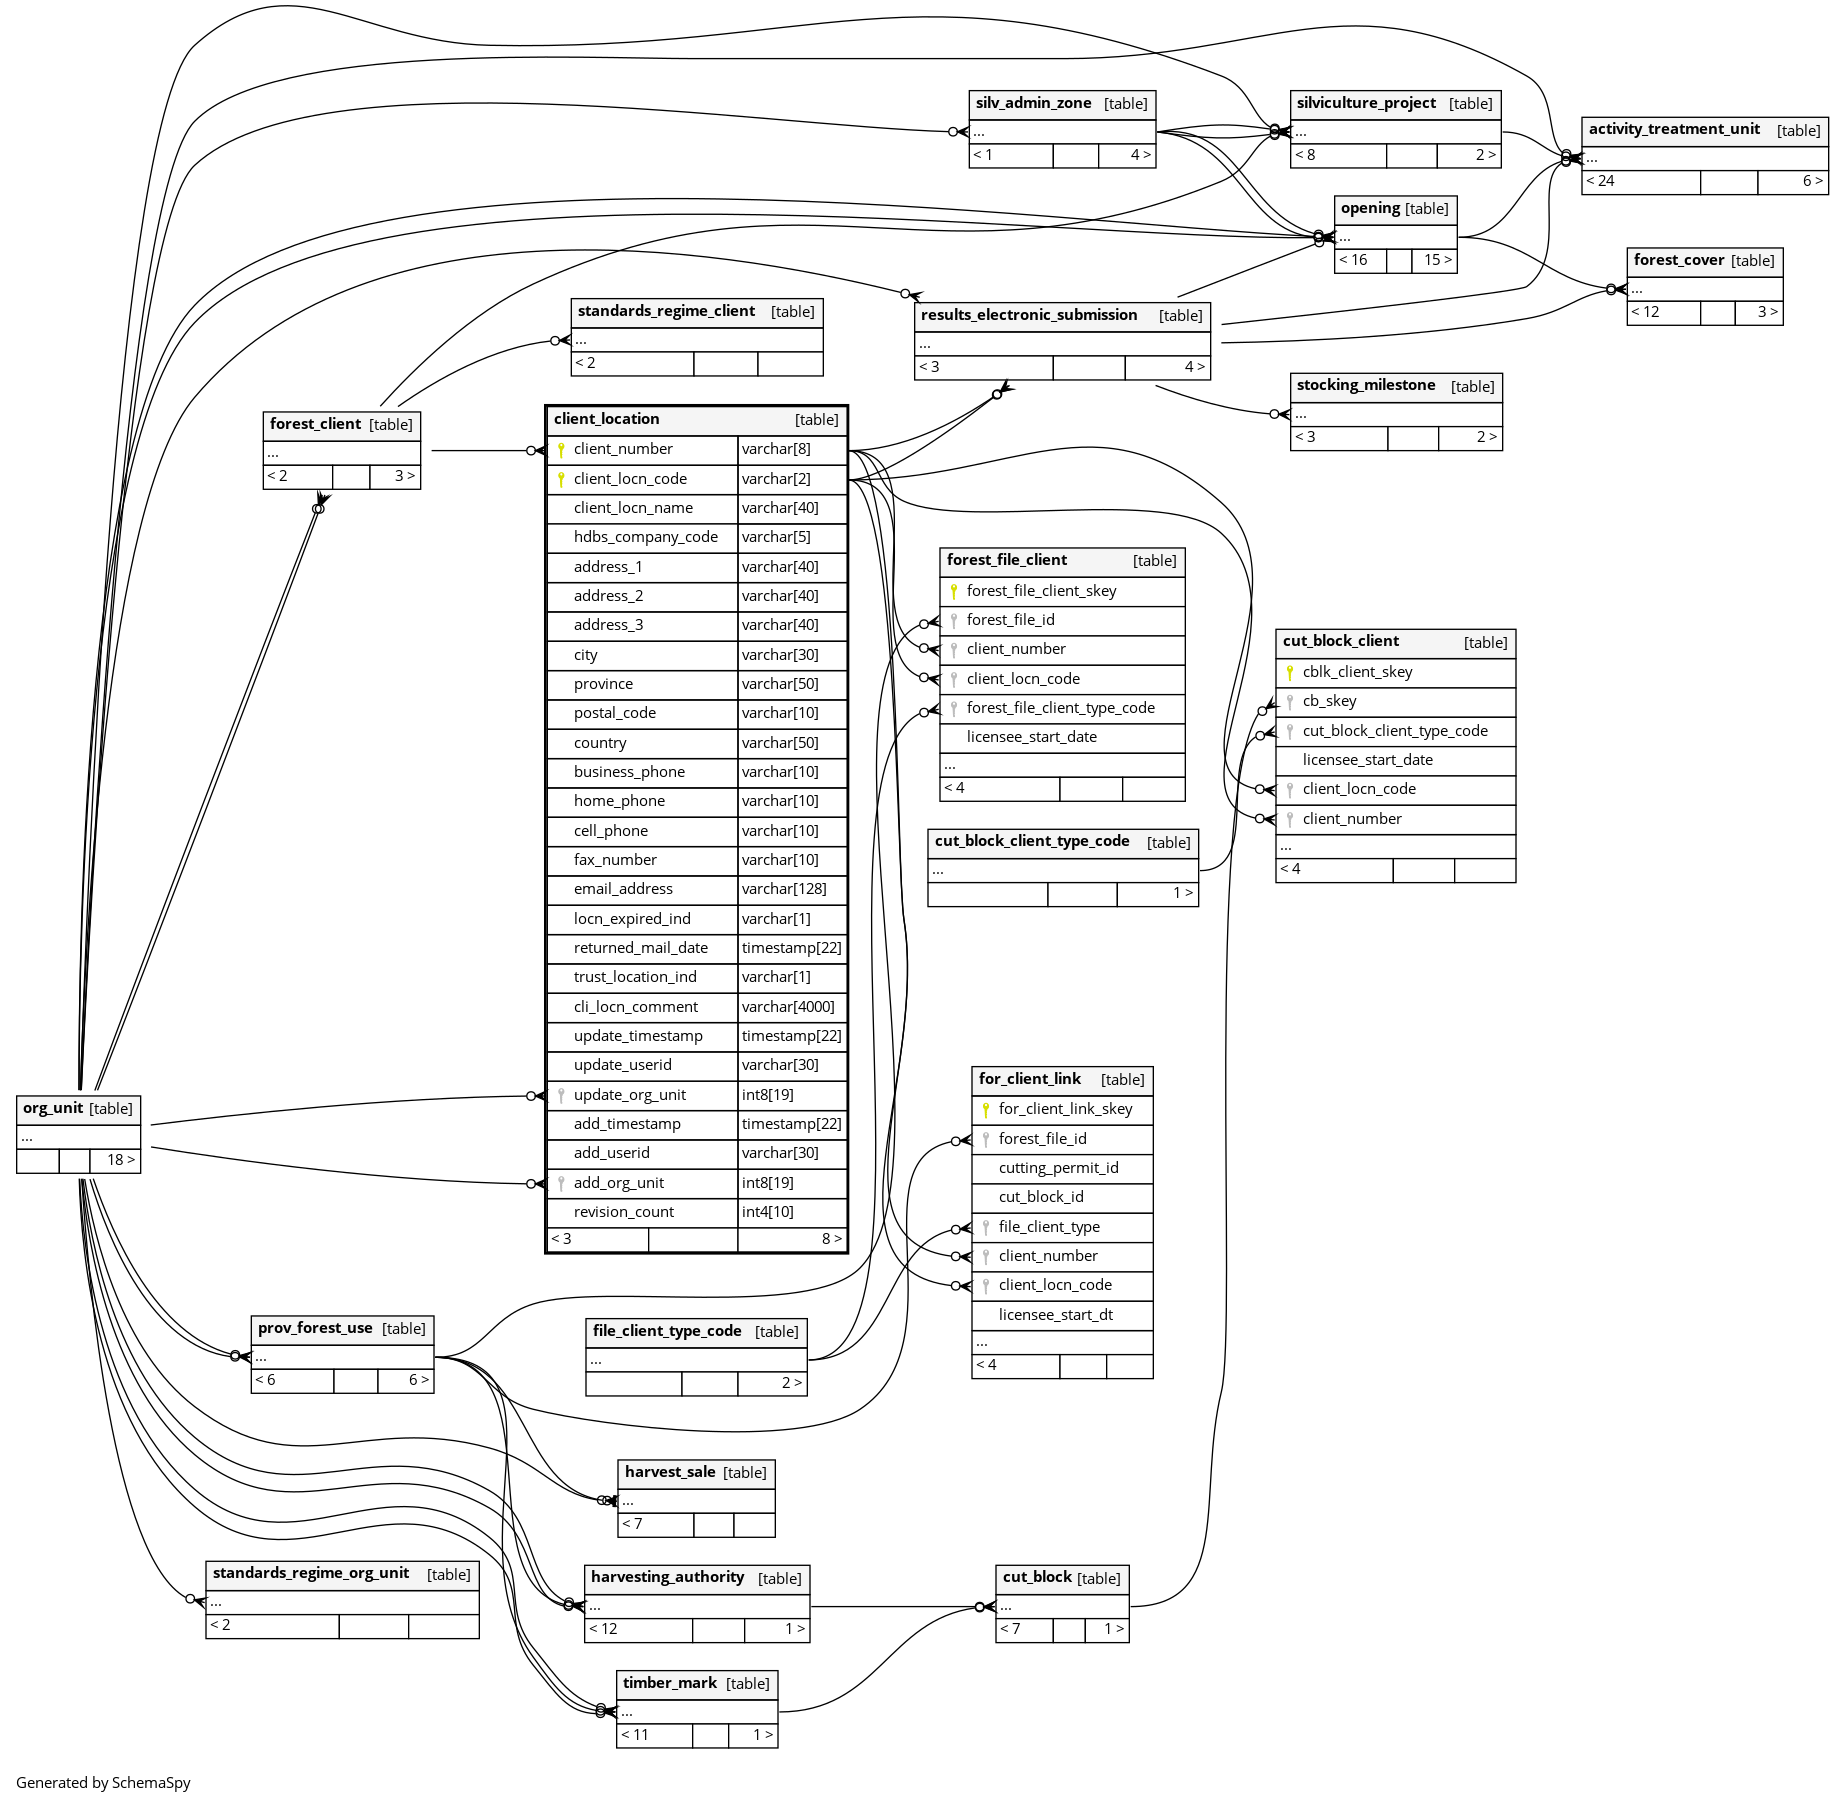 silv_admin_zone [table]
...
< 1 4 >
silviculture_project [table]
...
< 8 2 >
activity_treatment_unit [table]
...
< 24 6 >
opening [table]
...
< 16 15 >
forest_cover [table]
...
< 12 3 >
standards_regime_client [table]
...
< 2
results_electronic_submission [table]
...
< 3 4 >
stocking_milestone [table]
...
< 3 2 >
forest_client [table]
...
< 2 3 >
client_location [table]
client_number varchar[8]
client_locn_code varchar[2]
client_locn_name varchar[40]
hdbs_company_code varchar[5]
address_1 varchar[40]
address_2 varchar[40]
address_3 varchar[40]
city varchar[30]
province varchar[50]
postal_code varchar[10]
country varchar[50]
business_phone varchar[10]
home_phone varchar[10]
cell_phone varchar[10]
fax_number varchar[10]
email_address varchar[128]
locn_expired_ind varchar[1]
returned_mail_date timestamp[22]
trust_location_ind varchar[1]
cli_locn_comment varchar[4000]
update_timestamp timestamp[22]
update_userid varchar[30]
update_org_unit int8[19]
add_timestamp timestamp[22]
add_userid varchar[30]
add_org_unit int8[19]
revision_count int4[10]
< 3 8 >
forest_file_client [table]
forest_file_client_skey
forest_file_id
client_number
client_locn_code
forest_file_client_type_code
licensee_start_date
...
< 4
cut_block_client [table]
cblk_client_skey
cb_skey
cut_block_client_type_code
licensee_start_date
client_locn_code
client_number
...
< 4
cut_block_client_type_code [table]
...
1 >
for_client_link [table]
for_client_link_skey
forest_file_id
cutting_permit_id
cut_block_id
file_client_type
client_number
client_locn_code
licensee_start_dt
...
< 4
org_unit [table]
...
18 >
prov_forest_use [table]
...
< 6 6 >
file_client_type_code [table]
...
2 >
harvest_sale [table]
...
< 7
standards_regime_org_unit [table]
...
< 2
harvesting_authority [table]
...
< 12 1 >
cut_block [table]
...
< 7 1 >
timber_mark [table]
...
< 11 1 >
Generated by SchemaSpy